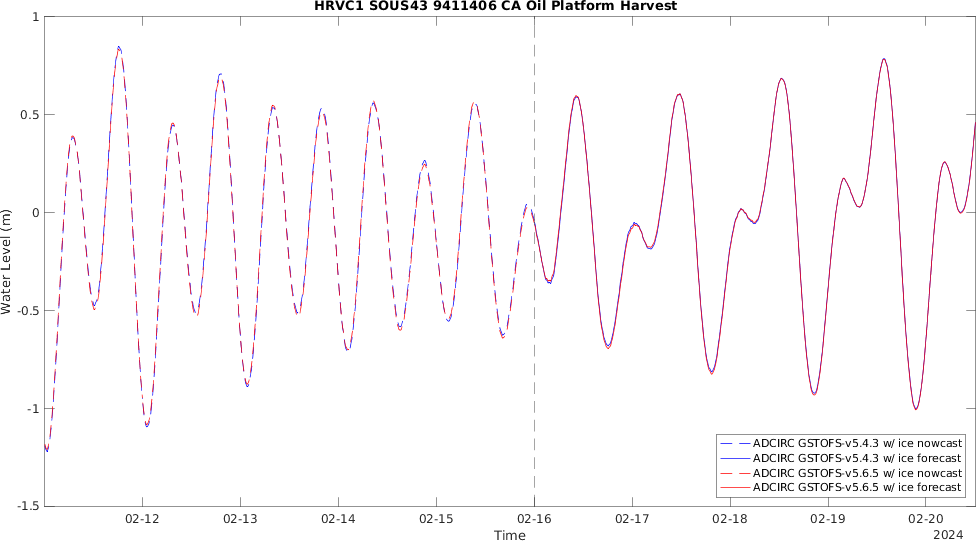 HRVC1 SOUS43 9411406 CA Oil Platform Harvest
1
0.5
0
-0.5
-1
-1.5
Water Level (m)
02-12
02-13
02-14
02-15
02-16
02-17
02-18
02-19
02-20
Time
2024
ADCIRC GSTOFS-v5.4.3 w/ ice nowcast
ADCIRC GSTOFS-v5.4.3 w/ ice forecast
ADCIRC GSTOFS-v5.6.5 w/ ice nowcast
ADCIRC GSTOFS-v5.6.5 w/ ice forecast